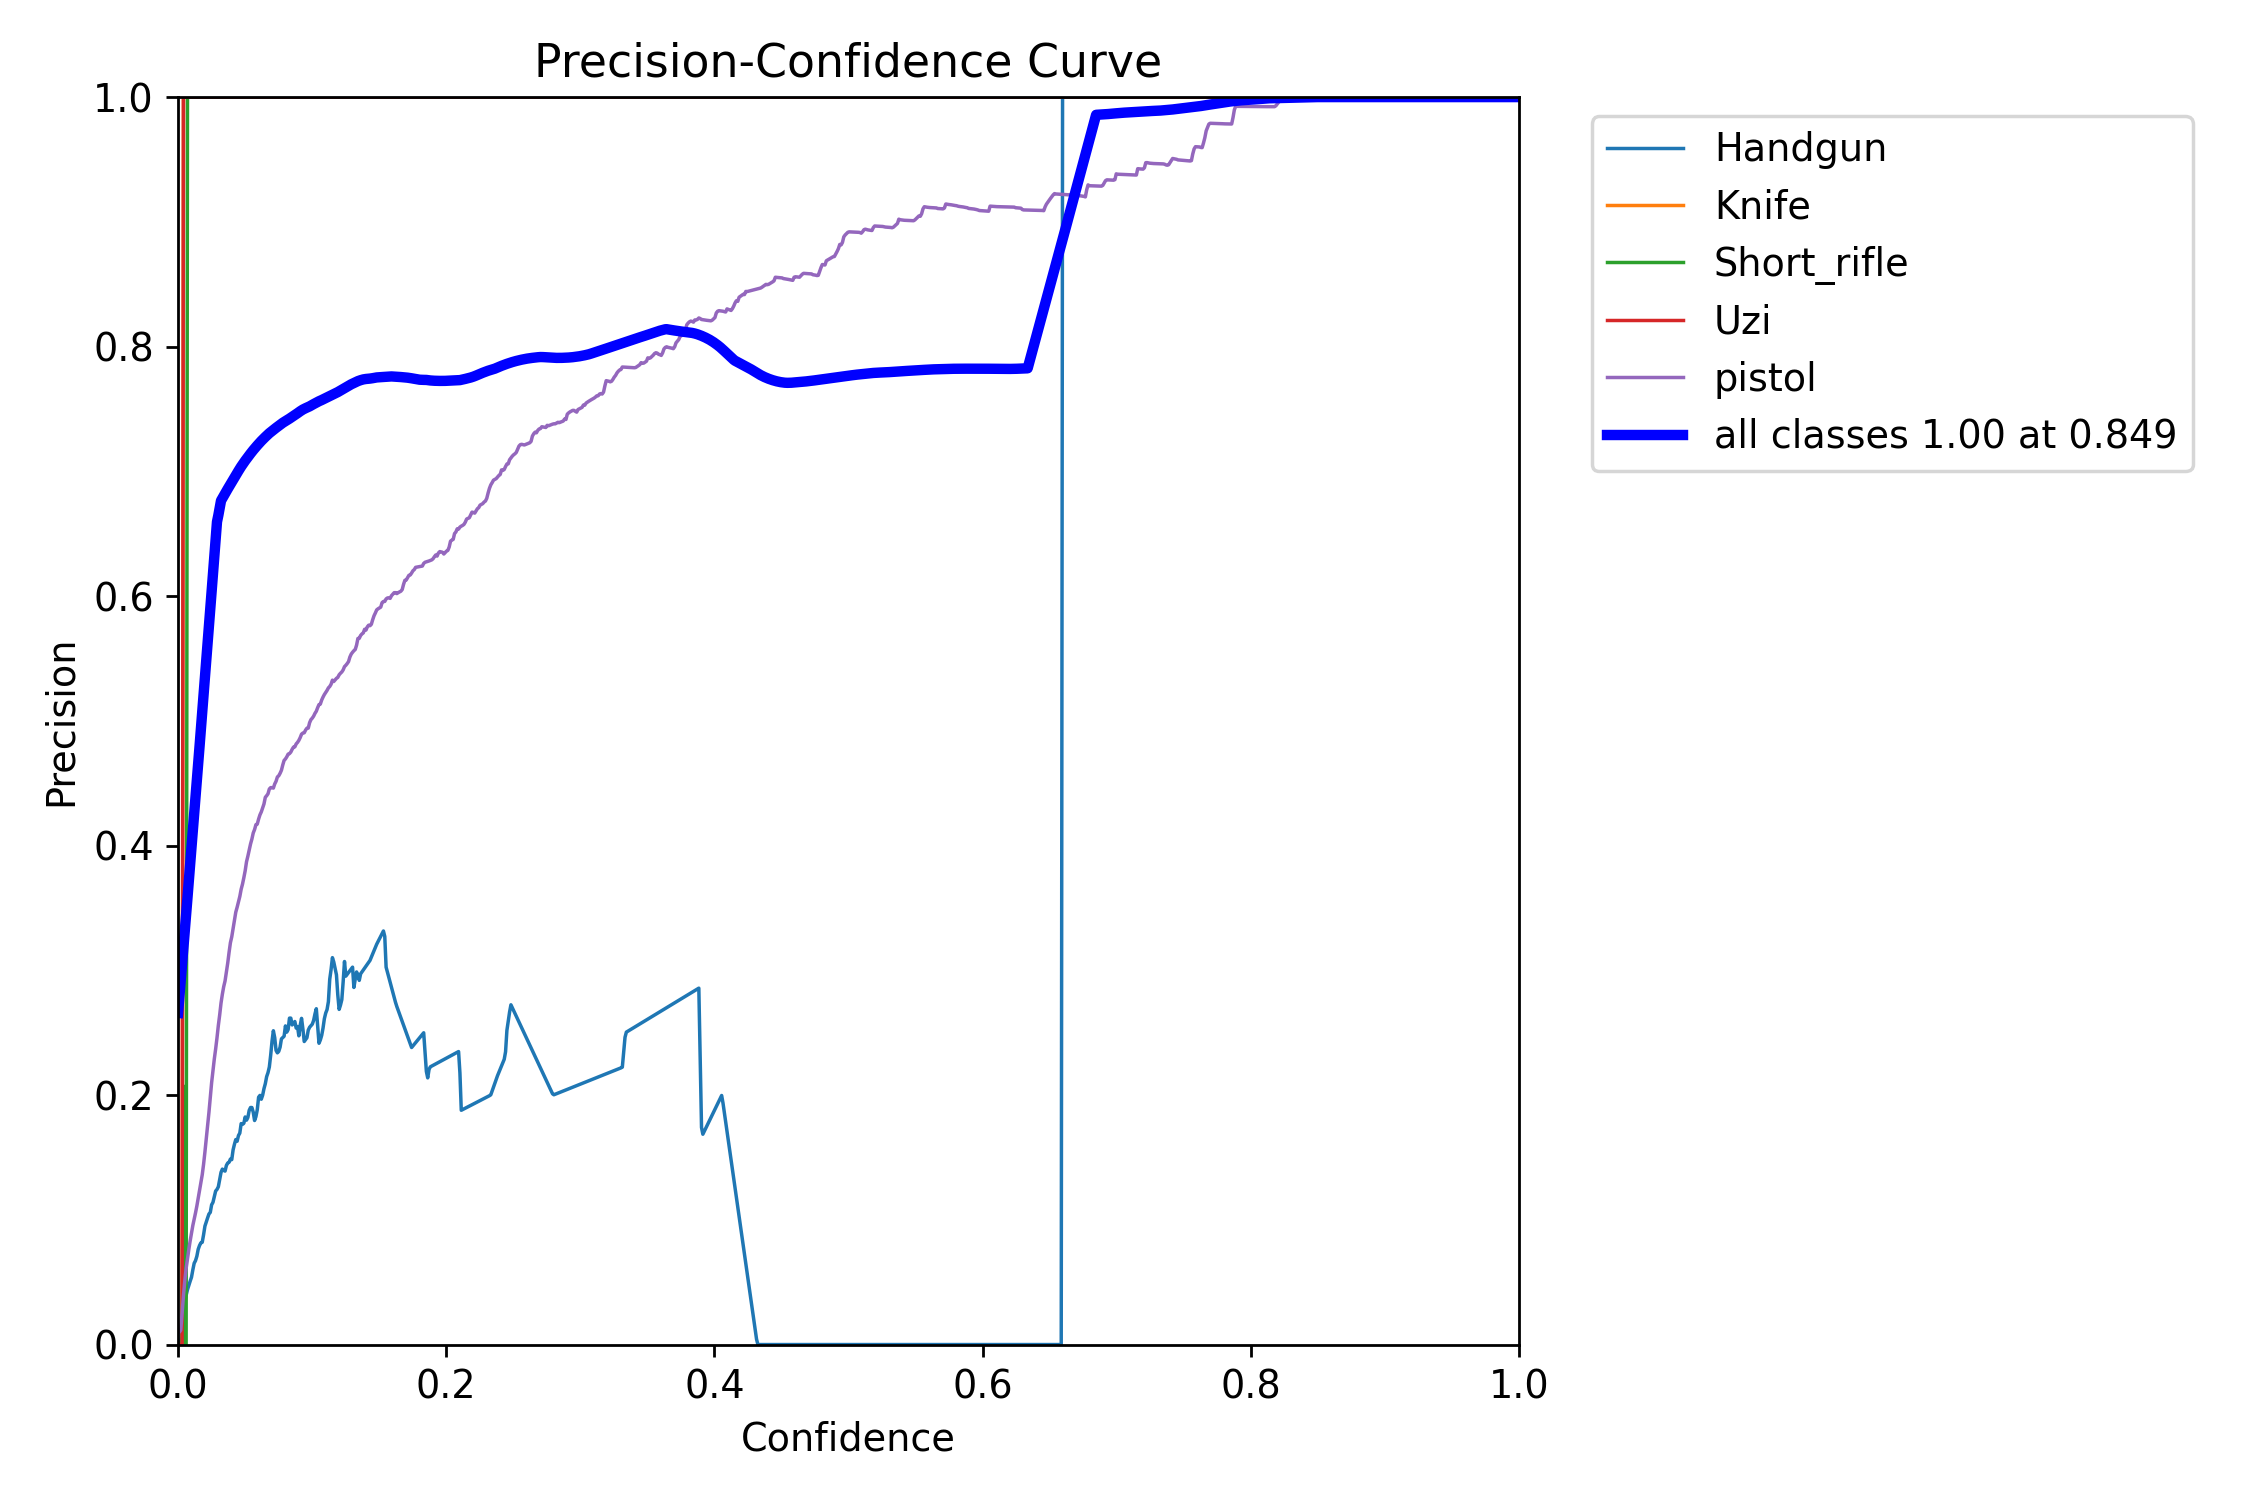 Precision-Confidence Curve
1.0
0.8
0.6
0.4
0.2
0.0
Precision
0.0 0.2 0.4 0.6 0.8 1.0
Confidence
Handgun
Knife
Short_rifle
Uzi
pistol
all classes 1.00 at 0.849